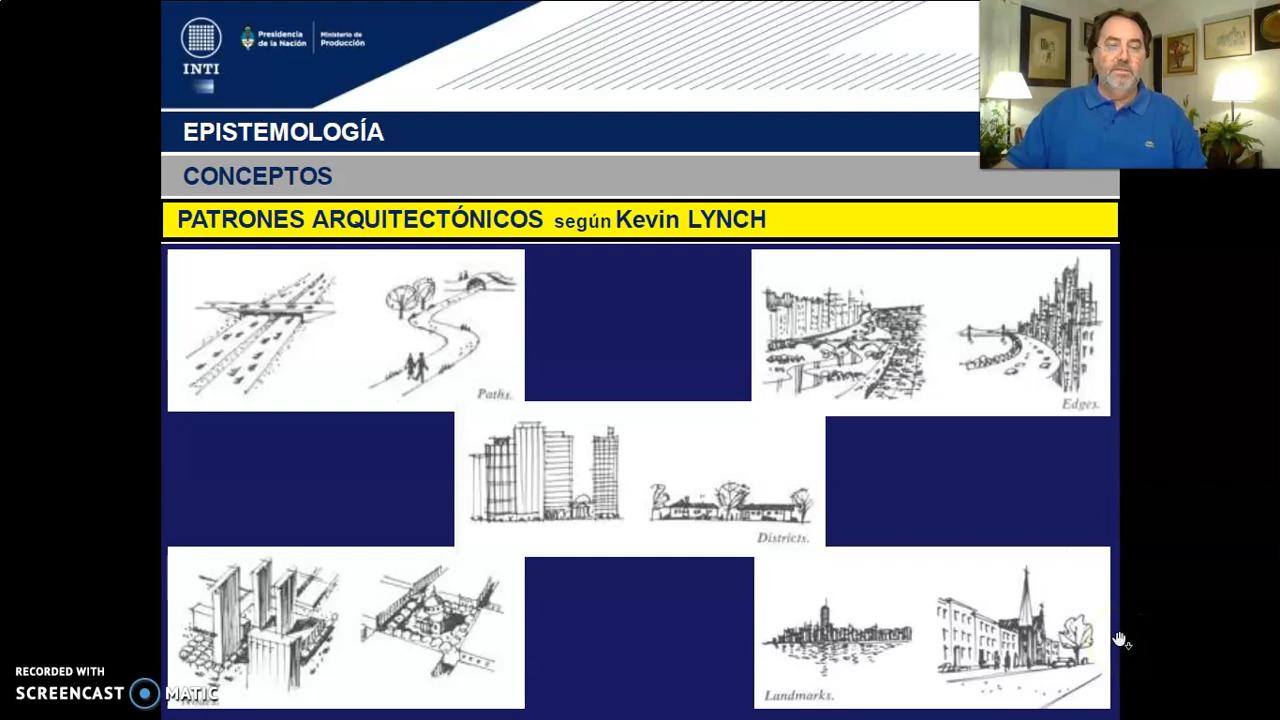 Presidencia
de la Nación
Ministerio de
Producción
INTI
EPISTEMOLOGÍA
CONCEPTOS
PATRONES ARQUITECTÓNICOS según Kevin LYNCH
Paths.
Edges.
Districts.
Nodes.
Landmarks.
RECORDED WITH
SCREENCAST MATIC